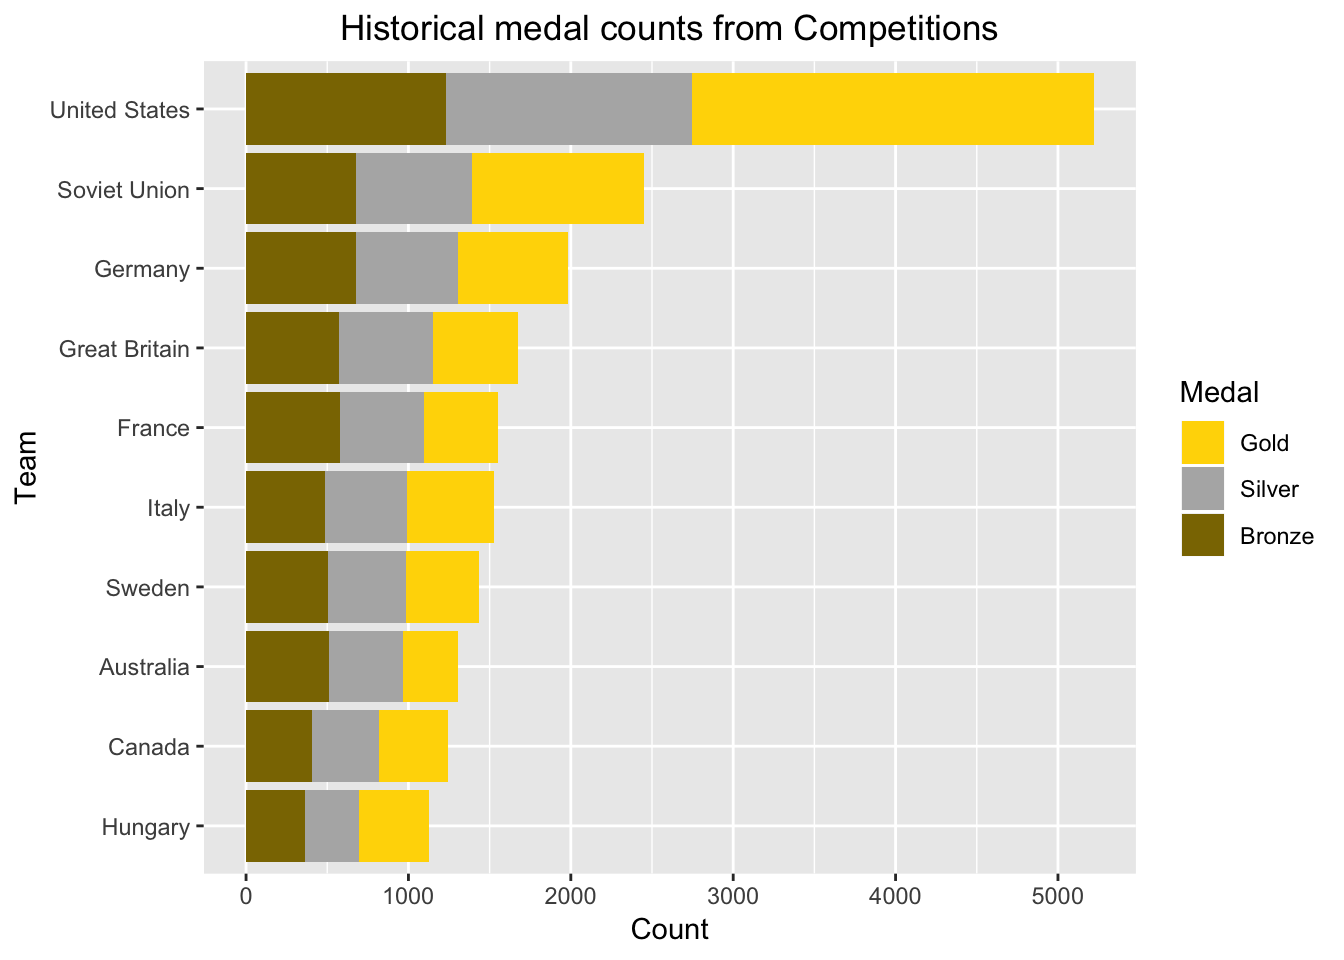 Historical medal counts from Competitions
United States
Soviet Union
Germany
Great Britain
France
Italy
Sweden
Australia
Canada
Hungary
Team
0 1000 2000 3000 4000 5000
Count
Medal
Gold
Silver
Bronze